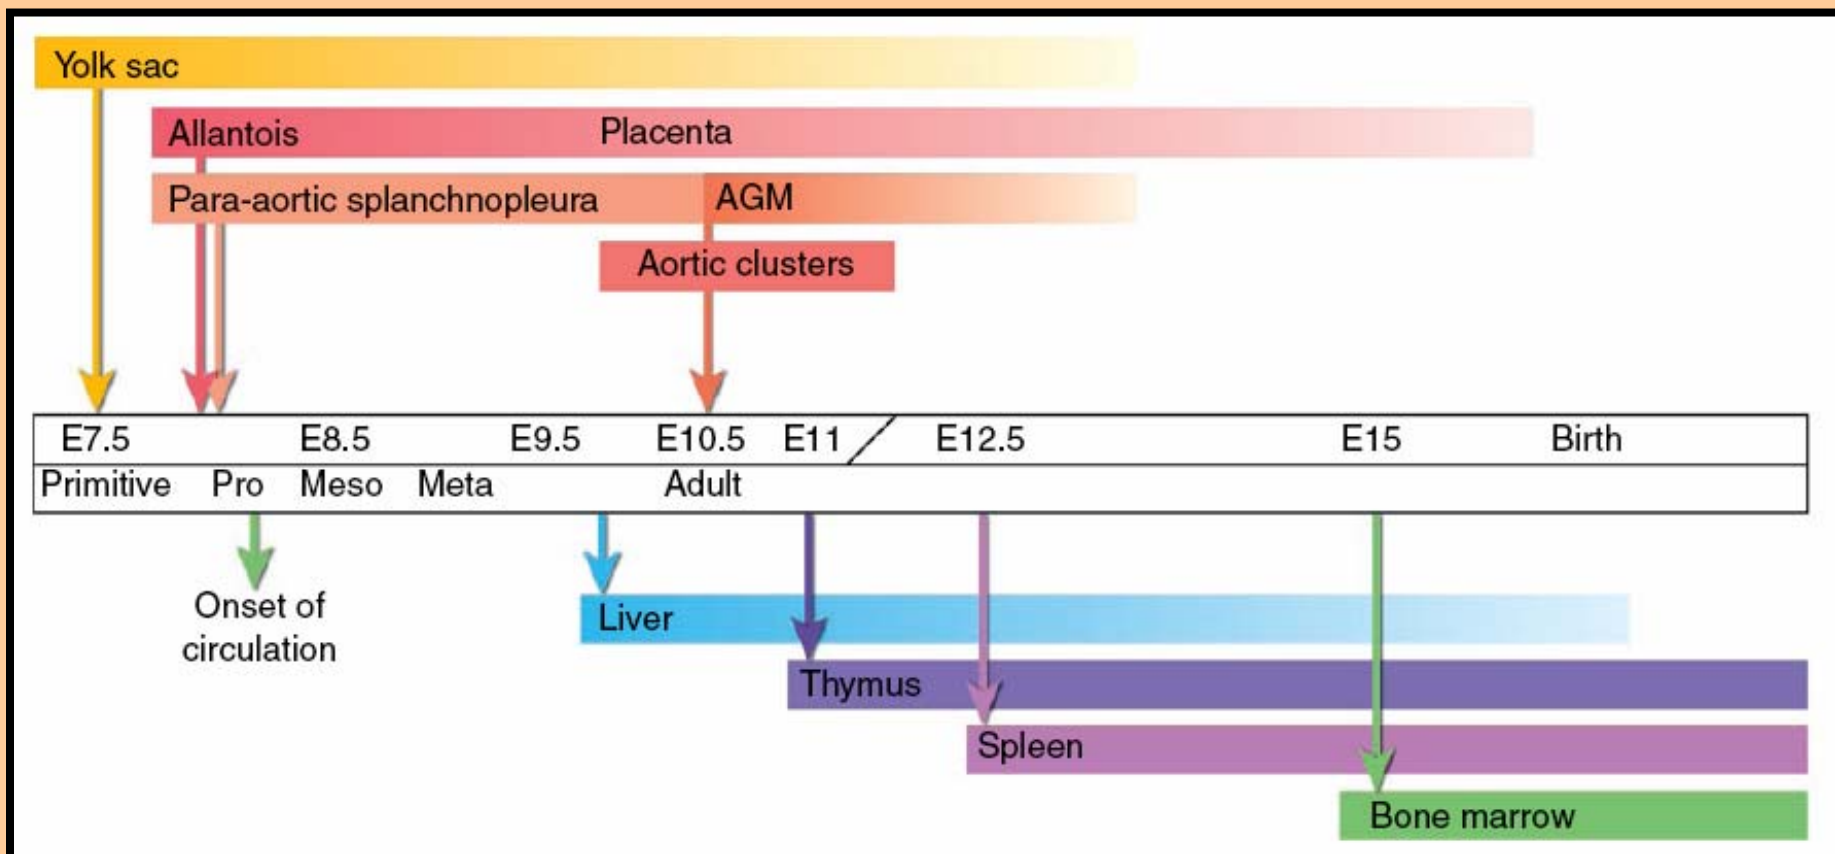 Yolk sac
Allantois Placenta
Para-aortic splanchnopleura AGM
Aortic clusters
E7.5 E8.5 E9.5 E10.5 E11 E12.5 E15 Birth
Primitive Pro Meso Meta Adult
Onset of
circulation
Liver
Thymus
Spleen
Bone marrow